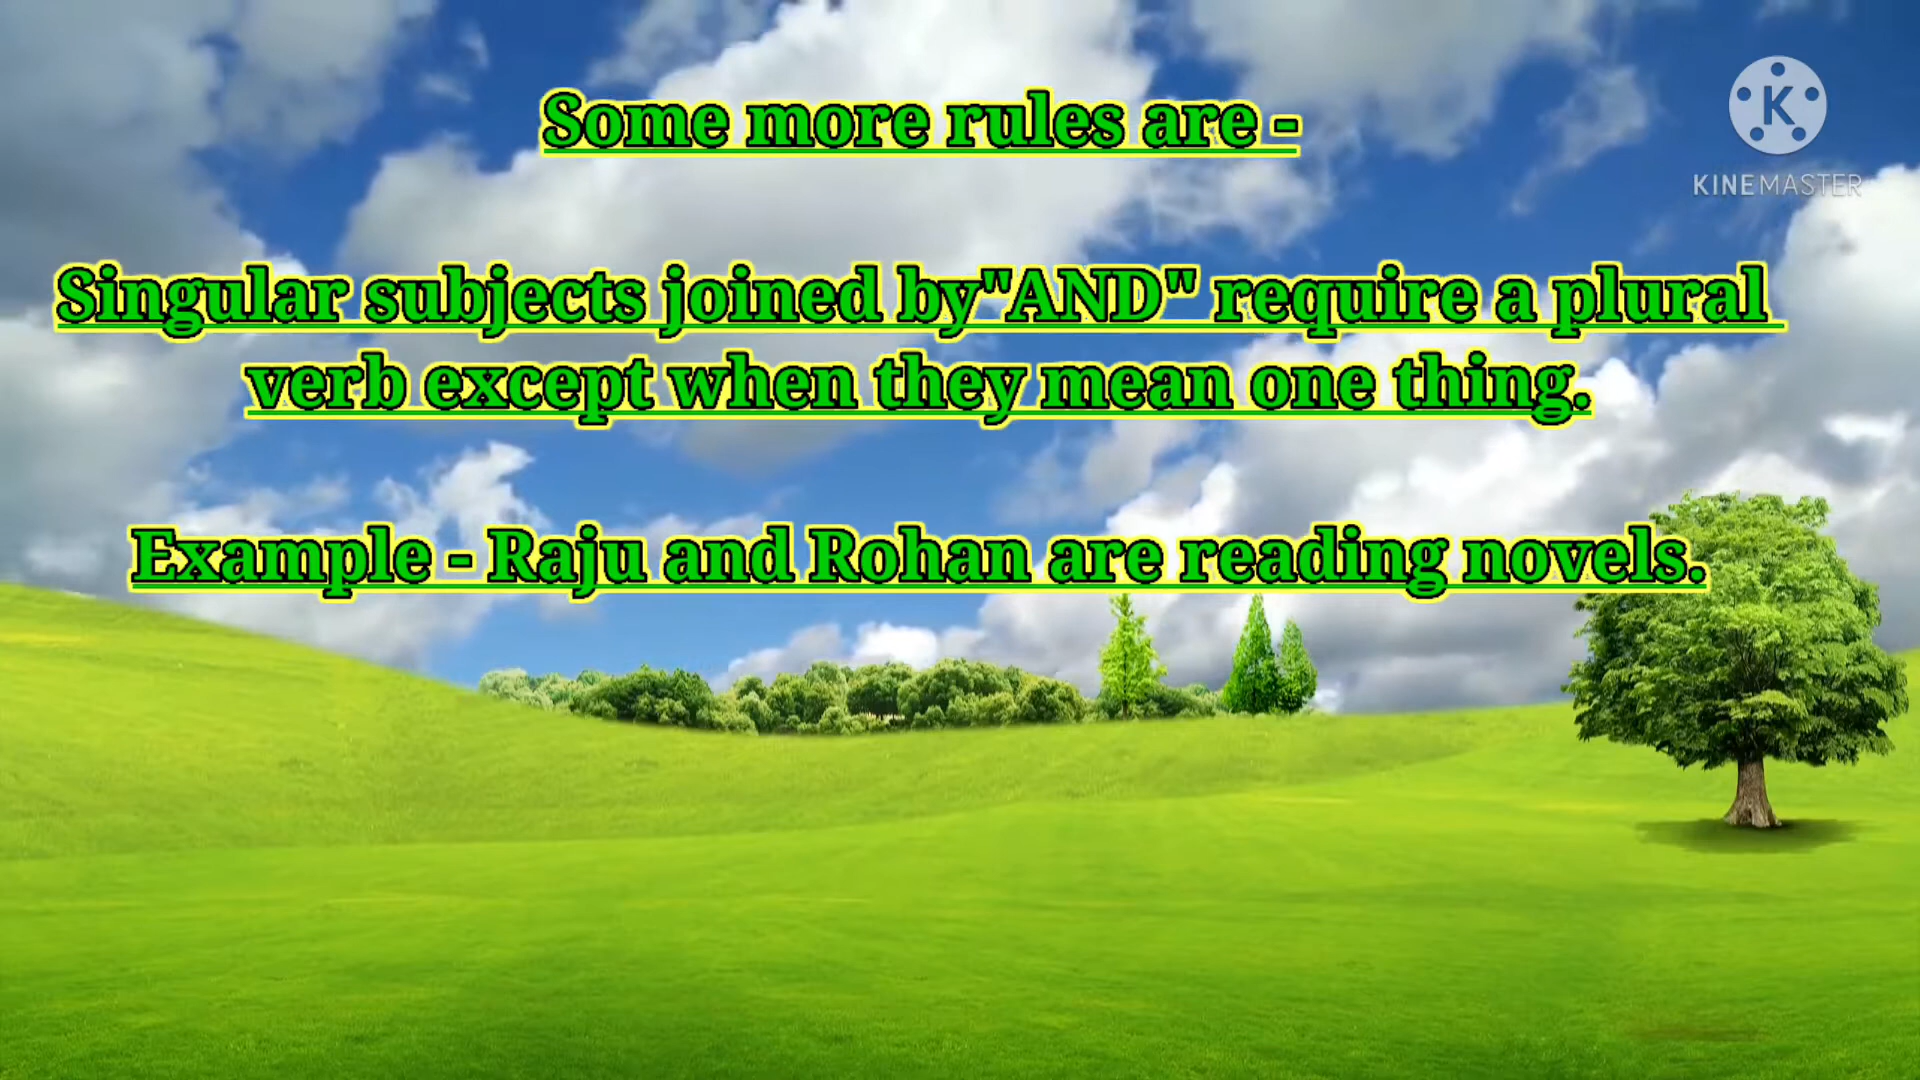 Some more rules are -
KINEMASTER
Singular subjects joined by"AND" require a plural
verb except when they mean one thing.
Example - Raju and Rohan are reading novels.